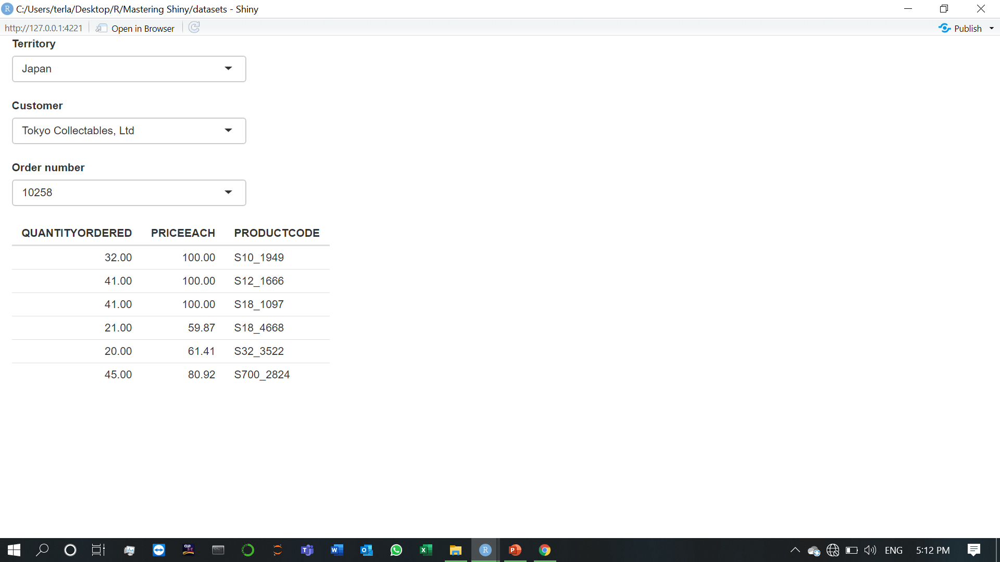 R C:/Users/terla/Desktop/R/Mastering Shiny/datasets - Shiny
http://127.0.0.1:4221 Open in Browser Publish
Territory
Japan
Customer
Tokyo Collectables, Ltd
Order number
10258
QUANTITYORDERED PRICEEACH PRODUCTCODE
32.00 100.00 S10_1949
41.00 100.00 S12_1666
41.00 100.00 S18_1097
21.00 59.87 S18_4668
20.00 61.41 S32_3522
45.00 80.92 S700_2824
CLD E-T T W O X R P ENG 5:12 PM